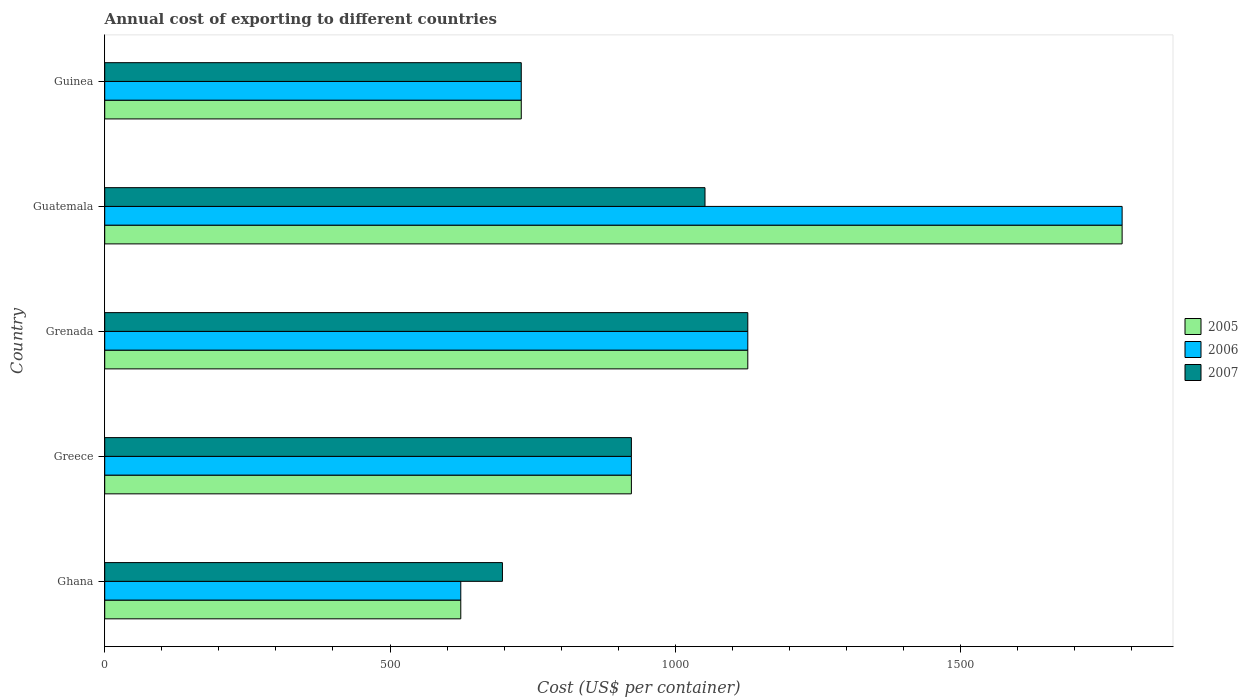 Annual cost of exporting to different countries
Guinea
Guatemala
Grenada
Greece
Ghana
Country
0
500
1000
1500
Cost (US$ per container)
2005
2006
2007